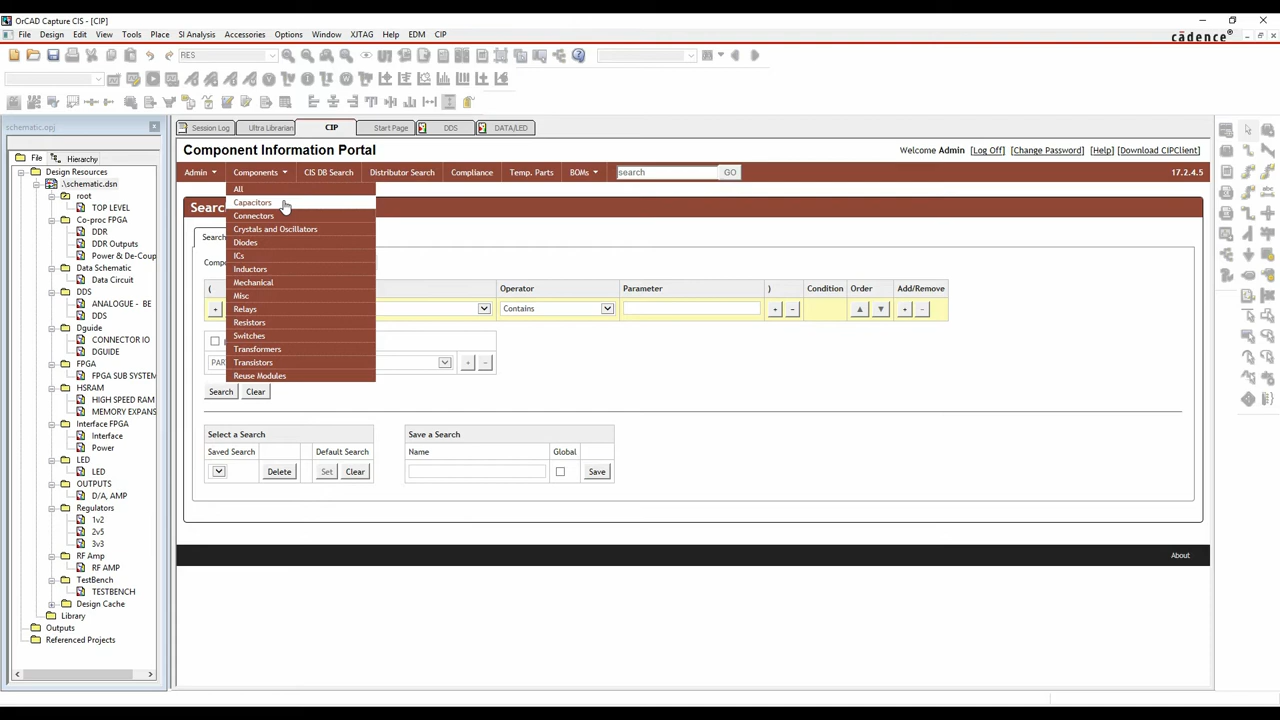 OrCAD Capture CIS - [CIP]
File Design Edit View Tools Place SI Analysis Accessories Options Window XJTAG Help EDM CIP
cādence®
RES
schematic.opj
Session Log Ultra Librarian CIP Start Page DDS DATA/LED
File Hierarchy
Design Resources
.\schematic.dsn
root
TOP LEVEL
Co-proc FPGA
DDR
DDR Outputs
Power & De-Coup
Data Schematic
Data Circuit
DDS
ANALOGUE - BE
DDS
Dguide
CONNECTOR IO
DGUIDE
FPGA
FPGA SUB SYSTEM
HSRAM
HIGH SPEED RAM
MEMORY EXPANS
Interface FPGA
Interface
Power
LED
LED
OUTPUTS
D/A, AMP
Regulators
1v2
2v5
3v3
RF Amp
RF AMP
TestBench
TESTBENCH
Design Cache
Library
Outputs
Referenced Projects
Component Information Portal
Welcome Admin [Log Off] [Change Password] [Help] [Download CIPClient]
Admin Components CIS DB Search Distributor Search Compliance Temp. Parts BOMs search GO 17.2.4.5
All
Capacitors
Connectors
Crystals and Oscillators
Diodes
ICs
Inductors
Mechanical
Misc
Relays
Resistors
Switches
Transformers
Transistors
Reuse Modules
Searc
Searc
Compo
( Operator Parameter ) Condition Order Add/Remove
+ Contains + - ▲ ▼ + -
PAR + -
Search Clear
Select a Search Save a Search
Saved Search Default Search Name Global
Delete Set Clear Save
About